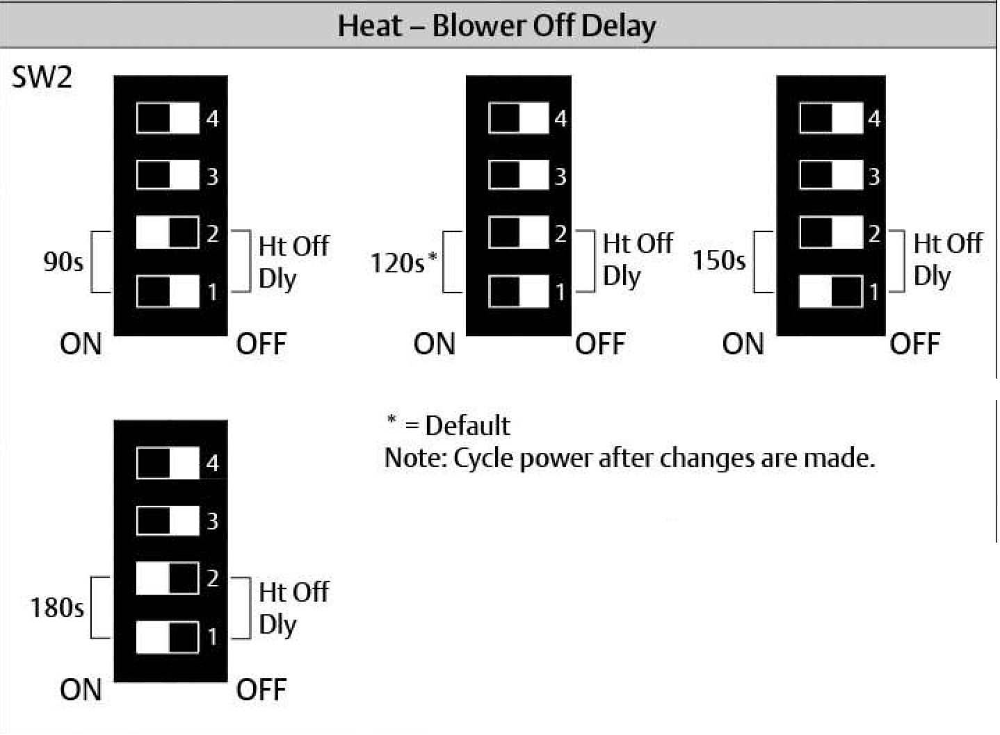 Heat – Blower Off Delay
SW2
4
3
2
1
90s
Ht Off
Dly
ON
OFF
4
3
2
1
120s*
Ht Off
Dly
ON
OFF
4
3
2
1
150s
Ht Off
Dly
ON
OFF
4
3
2
1
180s
Ht Off
Dly
ON
OFF
* = Default
Note: Cycle power after changes are made.